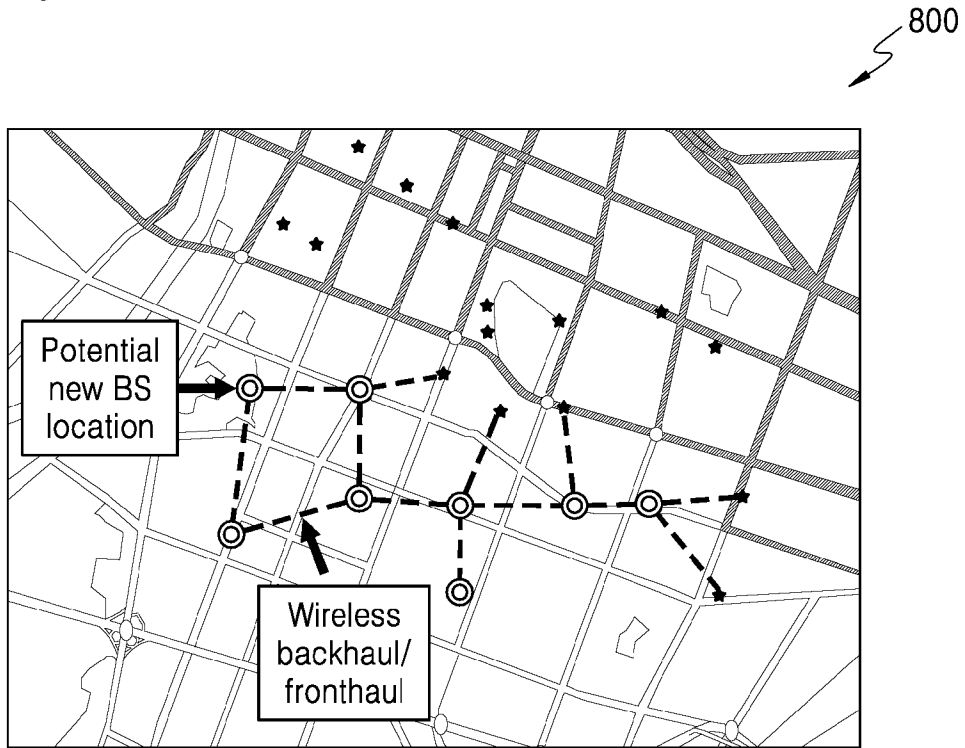 800
Potential
new BS
location
Wireless
backhaul/
fronthaul